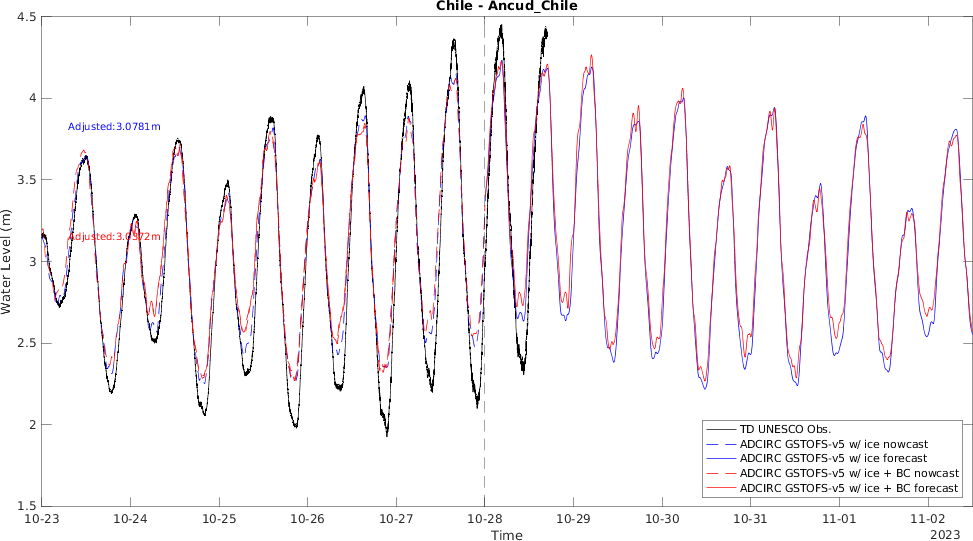 Chile - Ancud_Chile
4.5
4
3.5
3
2.5
2
1.5
Water Level (m)
Adjusted:3.0781m
Adjusted:3.0372m
TD UNESCO Obs.
ADCIRC GSTOFS-v5 w/ ice nowcast
ADCIRC GSTOFS-v5 w/ ice forecast
ADCIRC GSTOFS-v5 w/ ice + BC nowcast
ADCIRC GSTOFS-v5 w/ ice + BC forecast
10-23
10-24
10-25
10-26
10-27
10-28
10-29
10-30
10-31
11-01
11-02
Time
2023